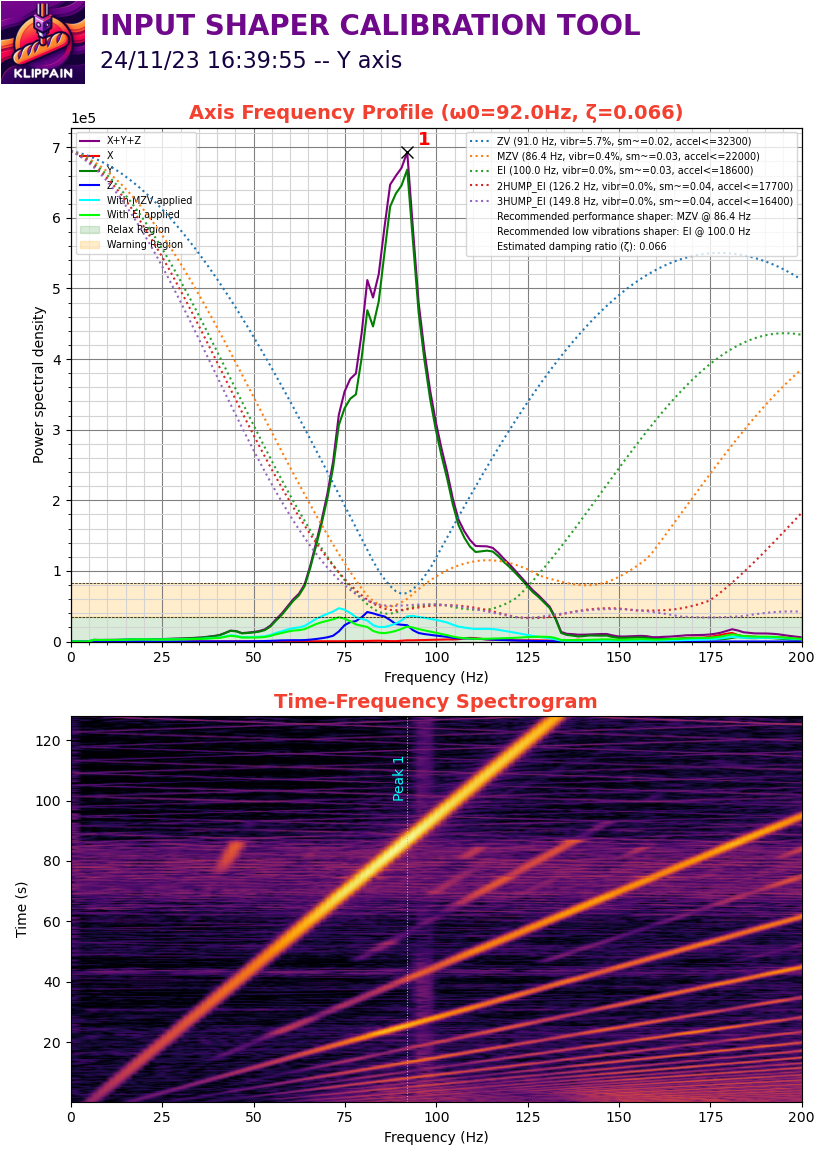 KLIPPAIN
INPUT SHAPER CALIBRATION TOOL
24/11/23 16:39:55 -- Y axis
Axis Frequency Profile (ω0=92.0Hz, ζ=0.066)
1e5
1
X+Y+Z
X
Y
Z
With MZV applied
With EI applied
Relax Region
Warning Region
ZV (91.0 Hz, vibr=5.7%, sm~=0.02, accel<=32300)
MZV (86.4 Hz, vibr=0.4%, sm~=0.03, accel<=22000)
EI (100.0 Hz, vibr=0.0%, sm~=0.03, accel<=18600)
2HUMP_EI (126.2 Hz, vibr=0.0%, sm~=0.04, accel<=17700)
3HUMP_EI (149.8 Hz, vibr=0.0%, sm~=0.04, accel<=16400)
Recommended performance shaper: MZV @ 86.4 Hz
Recommended low vibrations shaper: EI @ 100.0 Hz
Estimated damping ratio (ζ): 0.066
7
6
5
4
3
2
1
0
Power spectral density
0 25 50 75 100 125 150 175 200
Frequency (Hz)
Time-Frequency Spectrogram
Peak 1
120
100
80
60
40
20
Time (s)
0 25 50 75 100 125 150 175 200
Frequency (Hz)